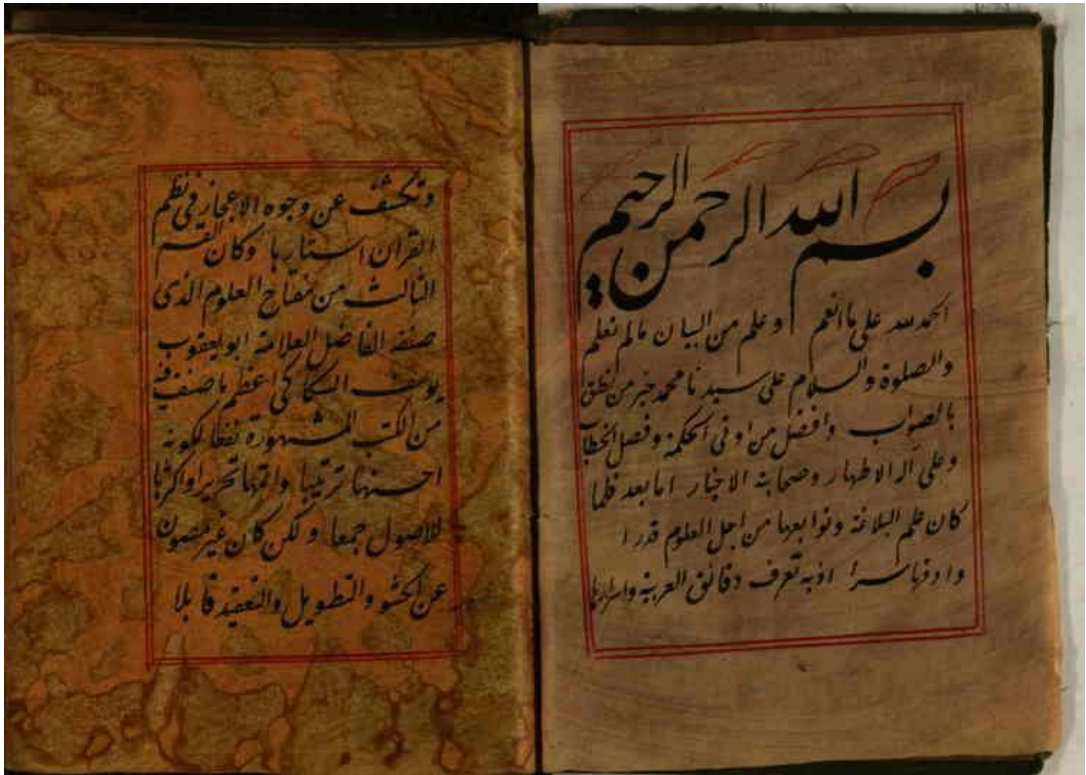 بسم الله الرحمن الرحيم
الحمد لله على ما انعم وعلم من البيان ما لم نعلم
والصلوة والسلام على سيدنا محمد خير من نطق
بالصواب وافضل من اوتى الحكمة وفصل الخطاب
وعلى آله الاطهار وصحابته الاخيار اما بعد فلما
كان علم البلاغة وتوابعها من اجل العلوم قدرا
وادقها سرا اذ به تعرف دقائق العربية واسرارها
وتكشف عن وجوه الاعجاز فى نظم
القران استارها وكان القسم
الثالث من مفتاح العلوم الذى
صنفه الفاضل العلامة ابو يعقوب
يوسف السكاكى اعظم ما صنف فيه
من الكتب المشهورة نفعا لكونه
احسنها ترتيبا واتمها تحريرا واكثرها
للاصول جمعا ولكن كان غير مصون
عن الحشو والتطويل والتعقيد قابلا